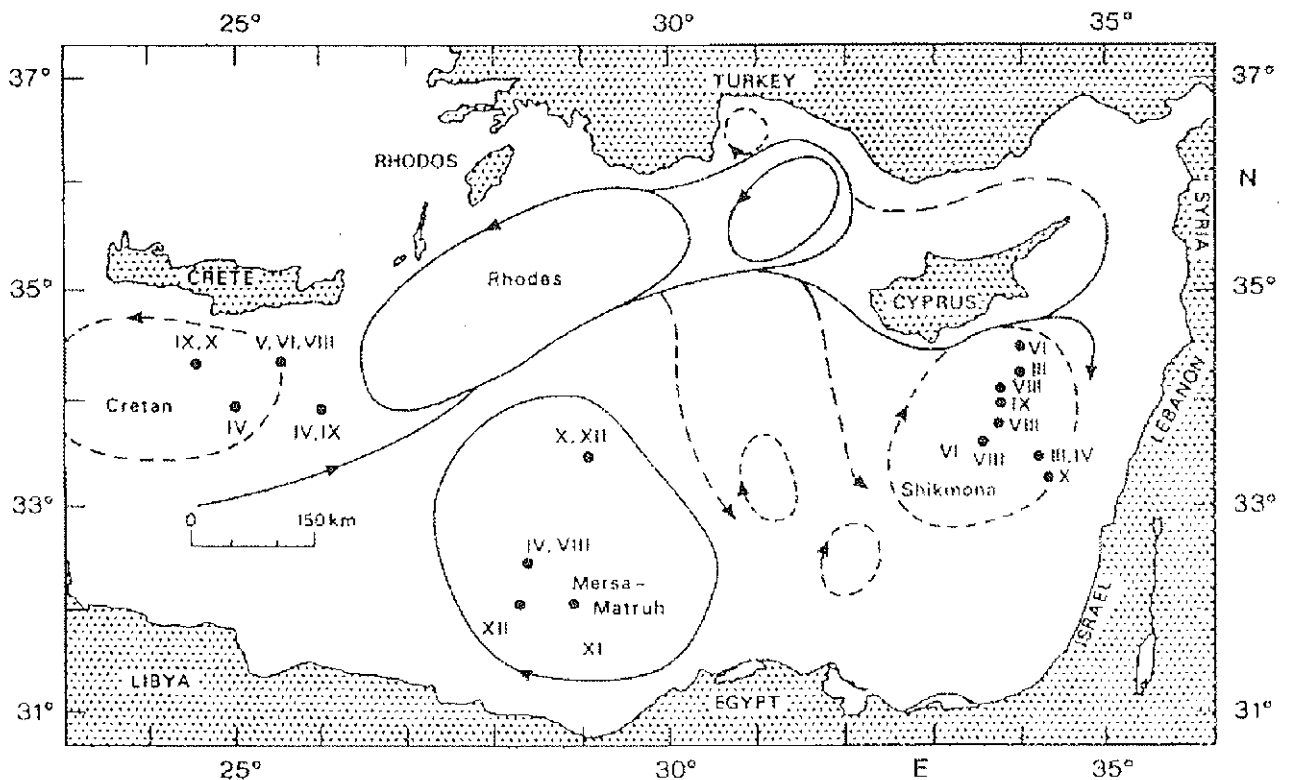 25° 30° 35°
37° TURKEY 37°
RHODOS
N
SYRIA
CRETE
Rhodes
35° 35°
CYPRUS
IX, X V, VI, VIII
VI
III
Cretan
VIII
IX
IV IV, IX
VIII
LEBANON
X, XII
VI VIII III, IV
Shikmona X
33° 33°
0 150 km
IV, VIII
Mersa-
Matruh
XII
XI
ISRAEL
LIBYA
EGYPT
31° 31°
25° 30° E 35°